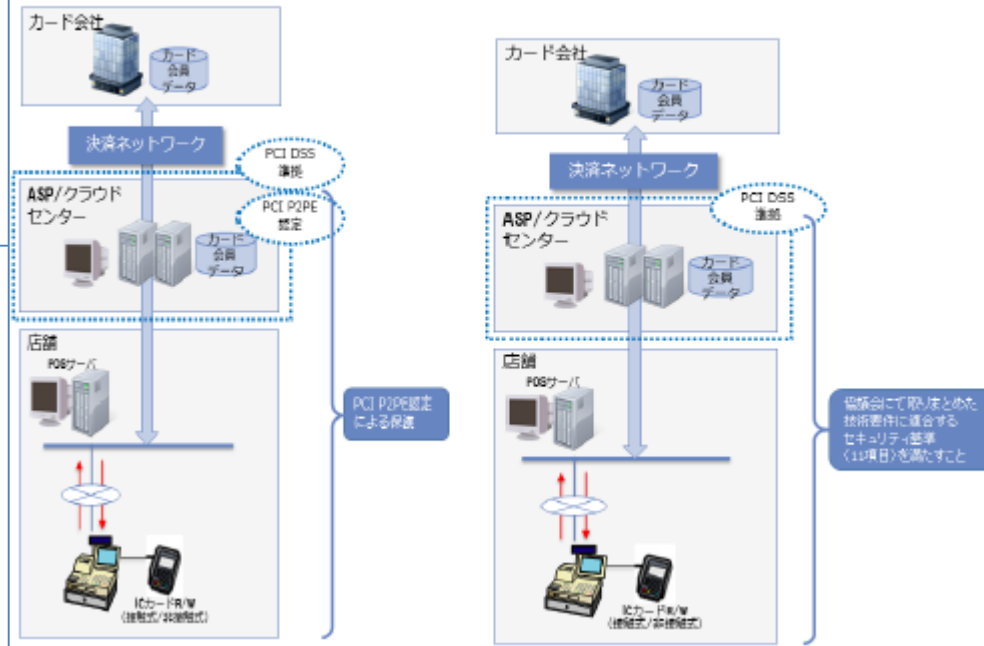 カード会社
カード
会員
データ
決済ネットワーク
PCI DSS
準拠
ASP/クラウド
センター
PCI P2PE
認定
カード
会員
データ
店舗
POSサーバ
PCI P2PE認定
による保護
ICカードR/W
(接触式/非接触式)
カード会社
カード
会員
データ
決済ネットワーク
PCI DSS
準拠
ASP/クラウド
センター
カード
会員
データ
店舗
POSサーバ
協議会にて取りまとめた
技術要件に適合する
セキュリティ基準
(11項目)を満たすこと
ICカードR/W
(接触式/非接触式)